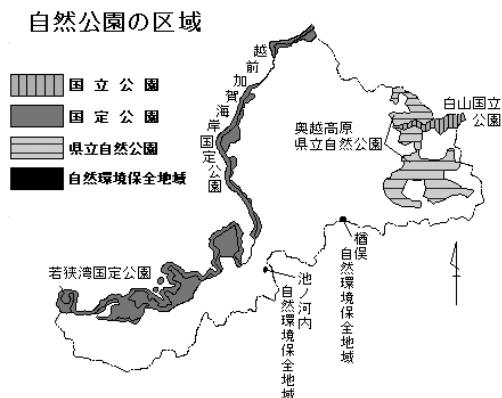 自然公園の区域
国立公園
国定公園
県立自然公園
自然環境保全地域
越前加賀海岸国定公園
白山国立
公園
奥越高原
県立自然公園
楢俣
自然環境保全地域
池ノ河内
自然環境保全地域
若狭湾国定公園